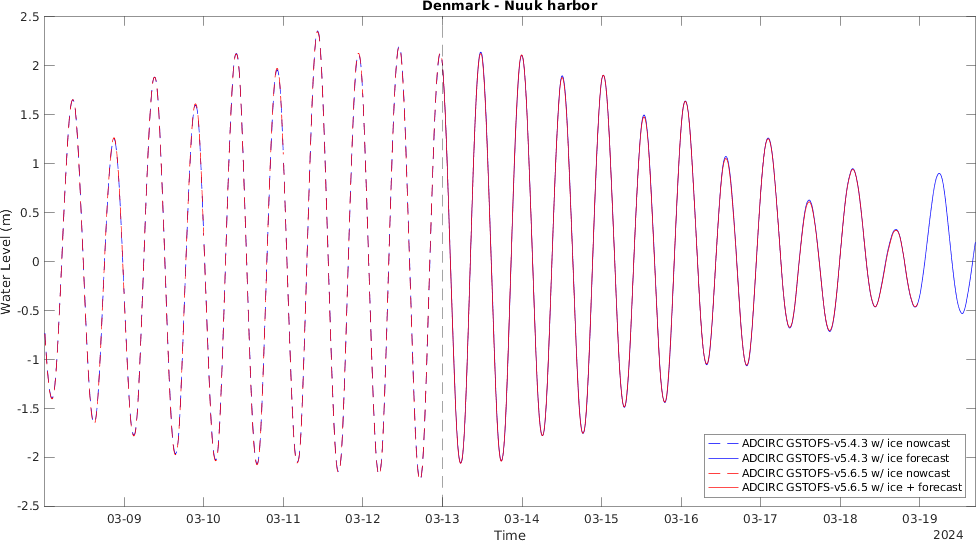 Denmark - Nuuk harbor
2.5
2
1.5
1
0.5
0
-0.5
-1
-1.5
-2
-2.5
Water Level (m)
03-09 03-10 03-11 03-12 03-13 03-14 03-15 03-16 03-17 03-18 03-19
Time
2024
ADCIRC GSTOFS-v5.4.3 w/ ice nowcast
ADCIRC GSTOFS-v5.4.3 w/ ice forecast
ADCIRC GSTOFS-v5.6.5 w/ ice nowcast
ADCIRC GSTOFS-v5.6.5 w/ ice + forecast